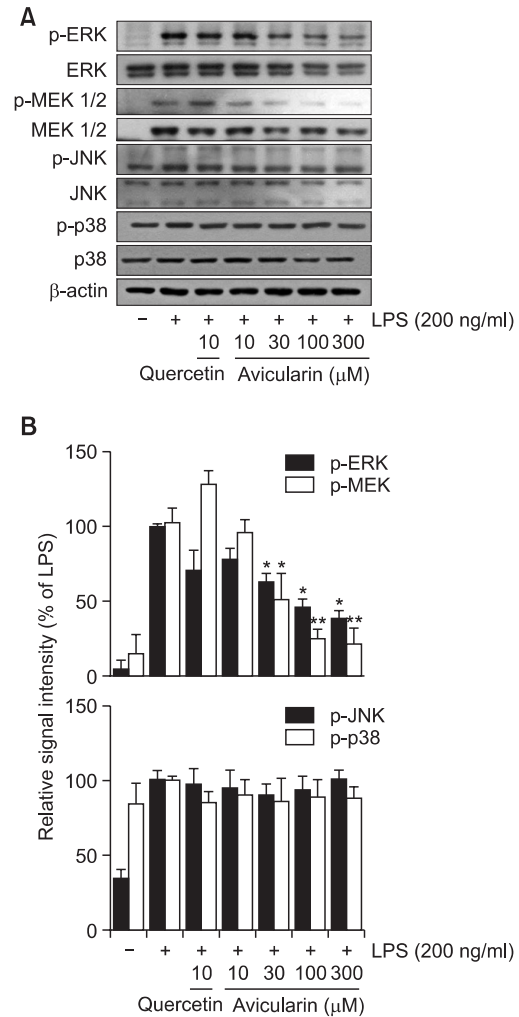 A
p-ERK
ERK
p-MEK 1/2
MEK 1/2
p-JNK
JNK
p-p38
p38
β-actin
– + + + + + + LPS (200 ng/ml)
10 10 30 100 300
Quercetin Avicularin (μM)
B
Relative signal intensity (% of LPS)
150
100
50
0
p-ERK
p-MEK
* *
*
**
*
**
150
100
50
0
p-JNK
p-p38
– + + + + + + LPS (200 ng/ml)
10 10 30 100 300
Quercetin Avicularin (μM)